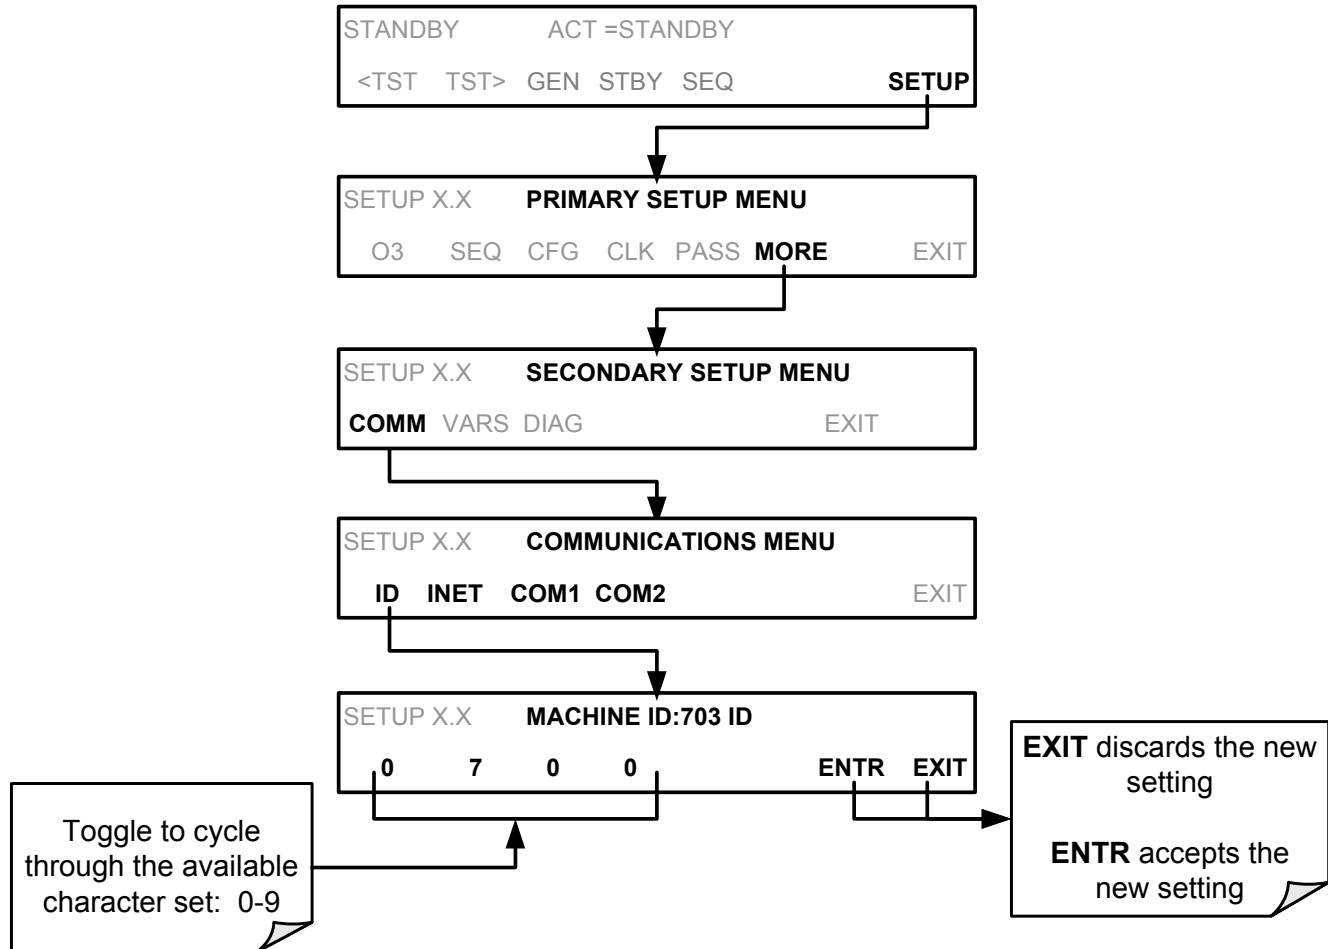 STANDBY ACT =STANDBY
<TST TST> GEN STBY SEQ SETUP
SETUP X.X PRIMARY SETUP MENU
O3 SEQ CFG CLK PASS MORE EXIT
SETUP X.X SECONDARY SETUP MENU
COMM VARS DIAG EXIT
SETUP X.X COMMUNICATIONS MENU
ID INET COM1 COM2 EXIT
SETUP X.X MACHINE ID:703 ID
0 7 0 0 ENTR EXIT
Toggle to cycle
through the available
character set: 0-9
EXIT discards the new
setting
ENTR accepts the
new setting